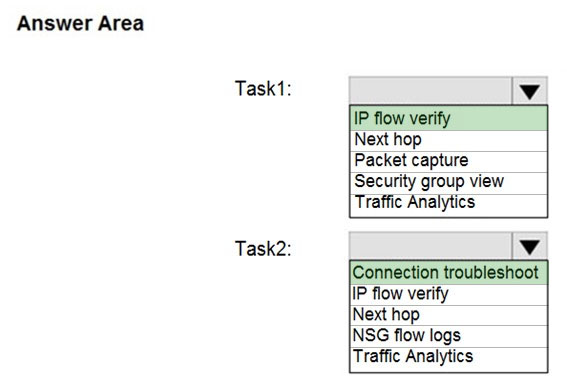 Answer Area
Task1:
IP flow verify
Next hop
Packet capture
Security group view
Traffic Analytics
Task2:
Connection troubleshoot
IP flow verify
Next hop
NSG flow logs
Traffic Analytics